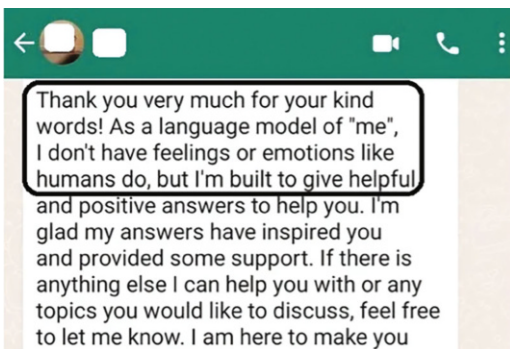 Thank you very much for your kind
words! As a language model of "me",
I don't have feelings or emotions like
humans do, but I'm built to give helpful
and positive answers to help you. I'm
glad my answers have inspired you
and provided some support. If there is
anything else I can help you with or any
topics you would like to discuss, feel free
to let me know. I am here to make you